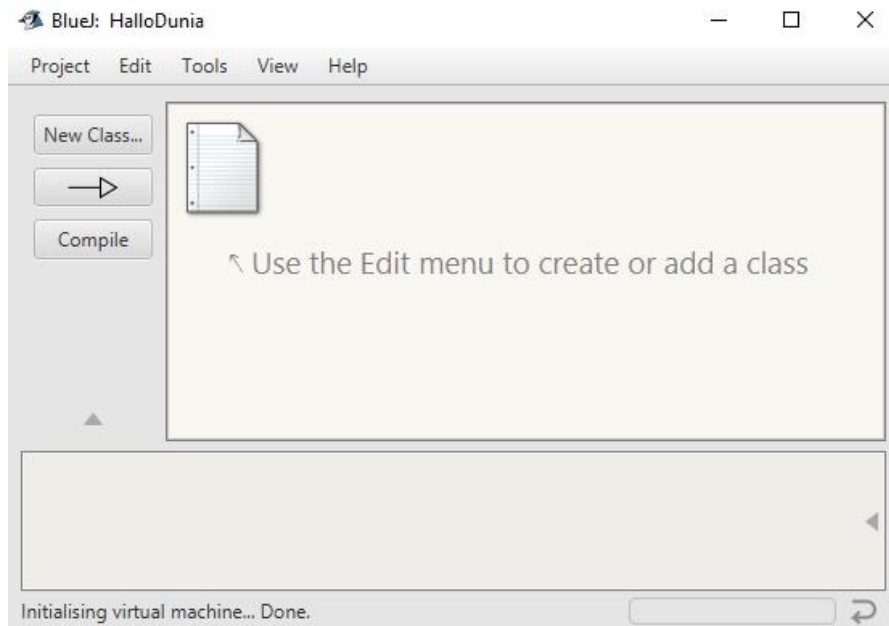 BlueJ: HalloDunia
Project Edit Tools View Help
New Class...
Compile
Use the Edit menu to create or add a class
Initialising virtual machine... Done.